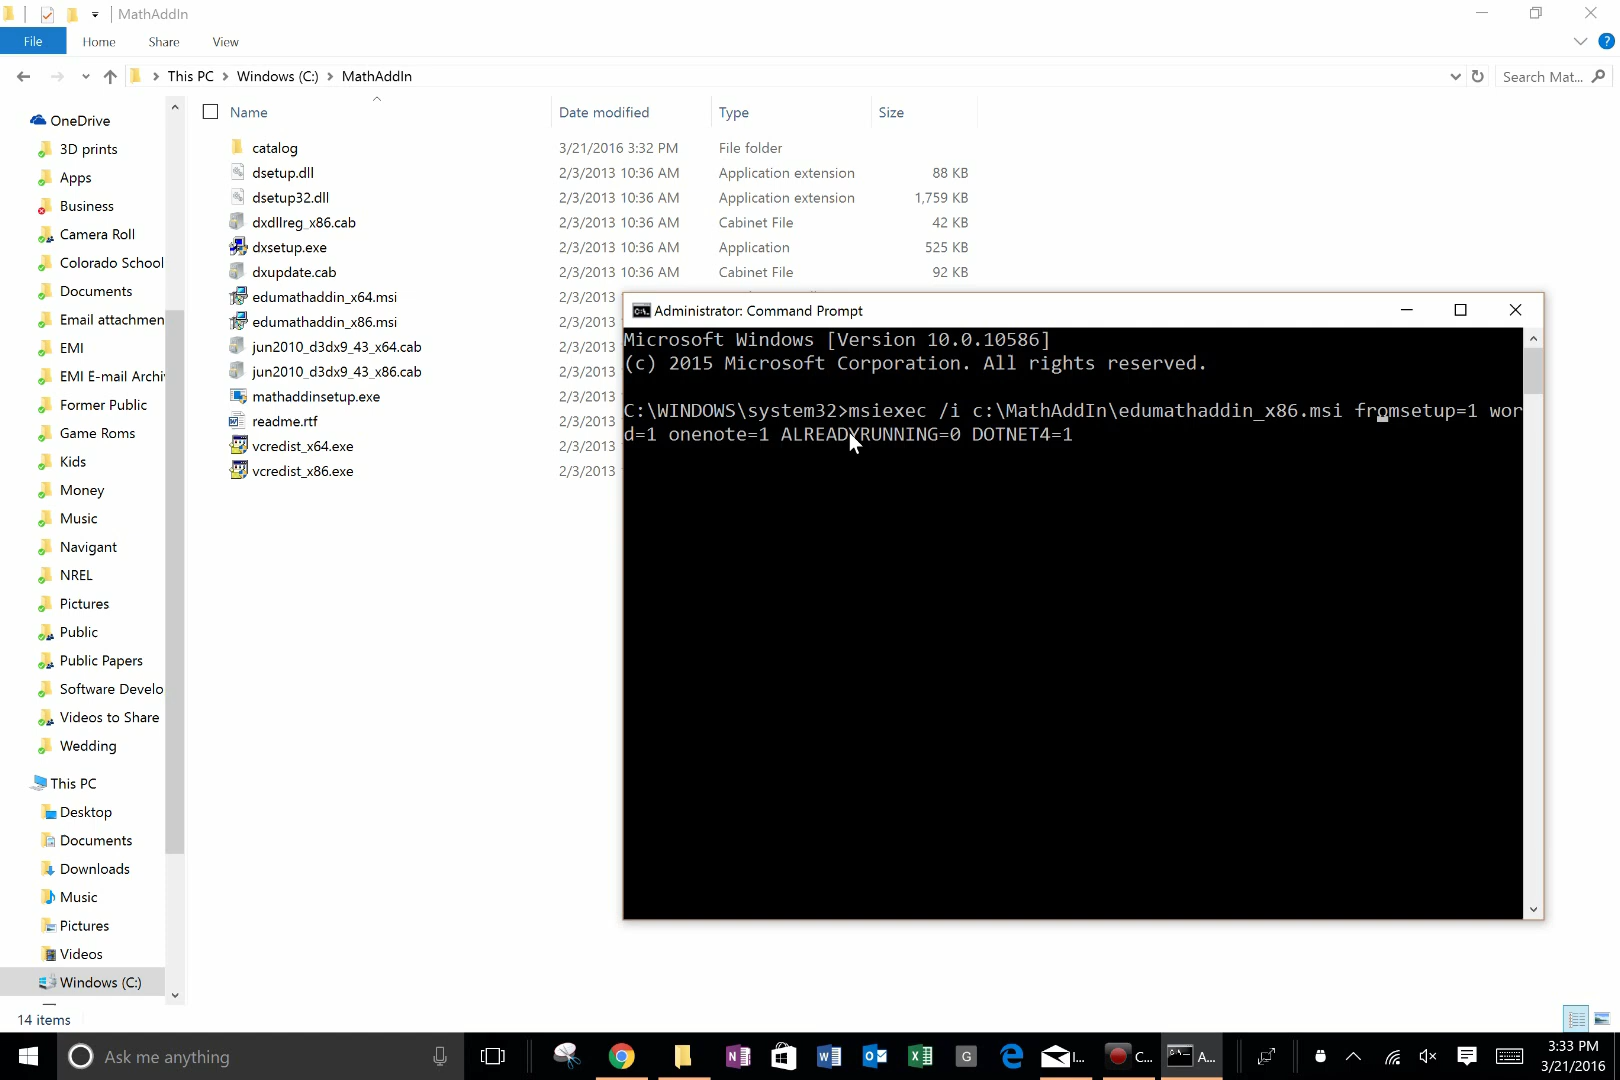 MathAddIn
File Home Share View
This PC > Windows (C:) > MathAddIn
Search Mat...
Name Date modified Type Size
catalog 3/21/2016 3:32 PM File folder
dsetup.dll 2/3/2013 10:36 AM Application extension 88 KB
dsetup32.dll 2/3/2013 10:36 AM Application extension 1,759 KB
dxdllreg_x86.cab 2/3/2013 10:36 AM Cabinet File 42 KB
dxsetup.exe 2/3/2013 10:36 AM Application 525 KB
dxupdate.cab 2/3/2013 10:36 AM Cabinet File 92 KB
edumathaddin_x64.msi 2/3/2013
edumathaddin_x86.msi 2/3/2013
jun2010_d3dx9_43_x64.cab 2/3/2013
jun2010_d3dx9_43_x86.cab 2/3/2013
mathaddinsetup.exe 2/3/2013
readme.rtf 2/3/2013
vcredist_x64.exe 2/3/2013
vcredist_x86.exe 2/3/2013
OneDrive
3D prints
Apps
Business
Camera Roll
Colorado School
Documents
Email attachmen
EMI
EMI E-mail Archi
Former Public
Game Roms
Kids
Money
Music
Navigant
NREL
Pictures
Public
Public Papers
Software Develo
Videos to Share
Wedding
This PC
Desktop
Documents
Downloads
Music
Pictures
Videos
Windows (C:)
14 items
Administrator: Command Prompt
Microsoft Windows [Version 10.0.10586]
(c) 2015 Microsoft Corporation. All rights reserved.
C:\WINDOWS\system32>msiexec /i c:\MathAddIn\edumathaddin_x86.msi fromsetup=1 wor
d=1 onenote=1 ALREADYRUNNING=0 DOTNET4=1
Ask me anything
I...
C...
A...
3:33 PM
3/21/2016